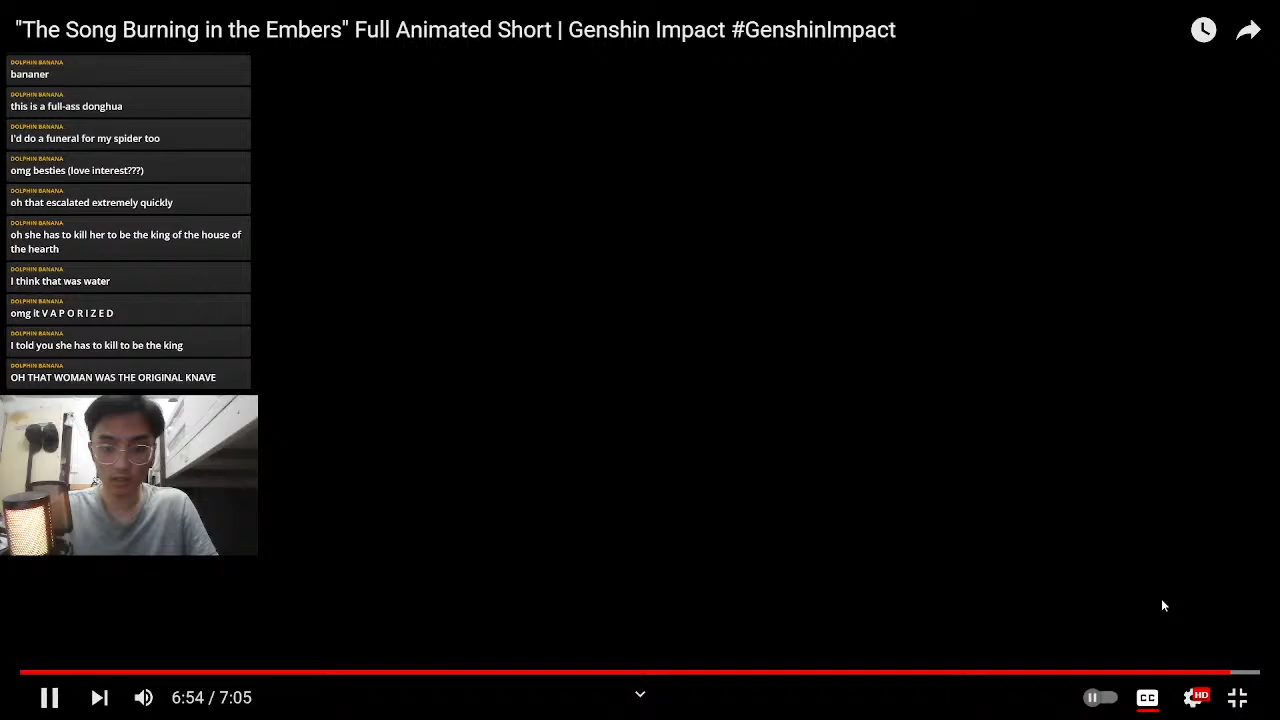 "The Song Burning in the Embers" Full Animated Short | Genshin Impact #GenshinImpact
DOLPHIN BANANA
bananer
DOLPHIN BANANA
this is a full-ass donghua
DOLPHIN BANANA
I'd do a funeral for my spider too
DOLPHIN BANANA
omg besties (love interest???)
DOLPHIN BANANA
oh that escalated extremely quickly
DOLPHIN BANANA
oh she has to kill her to be the king of the house of
the hearth
DOLPHIN BANANA
I think that was water
DOLPHIN BANANA
omg it V A P O R I Z E D
DOLPHIN BANANA
I told you she has to kill to be the king
DOLPHIN BANANA
OH THAT WOMAN WAS THE ORIGINAL KNAVE
6:54 / 7:05
CC
HD